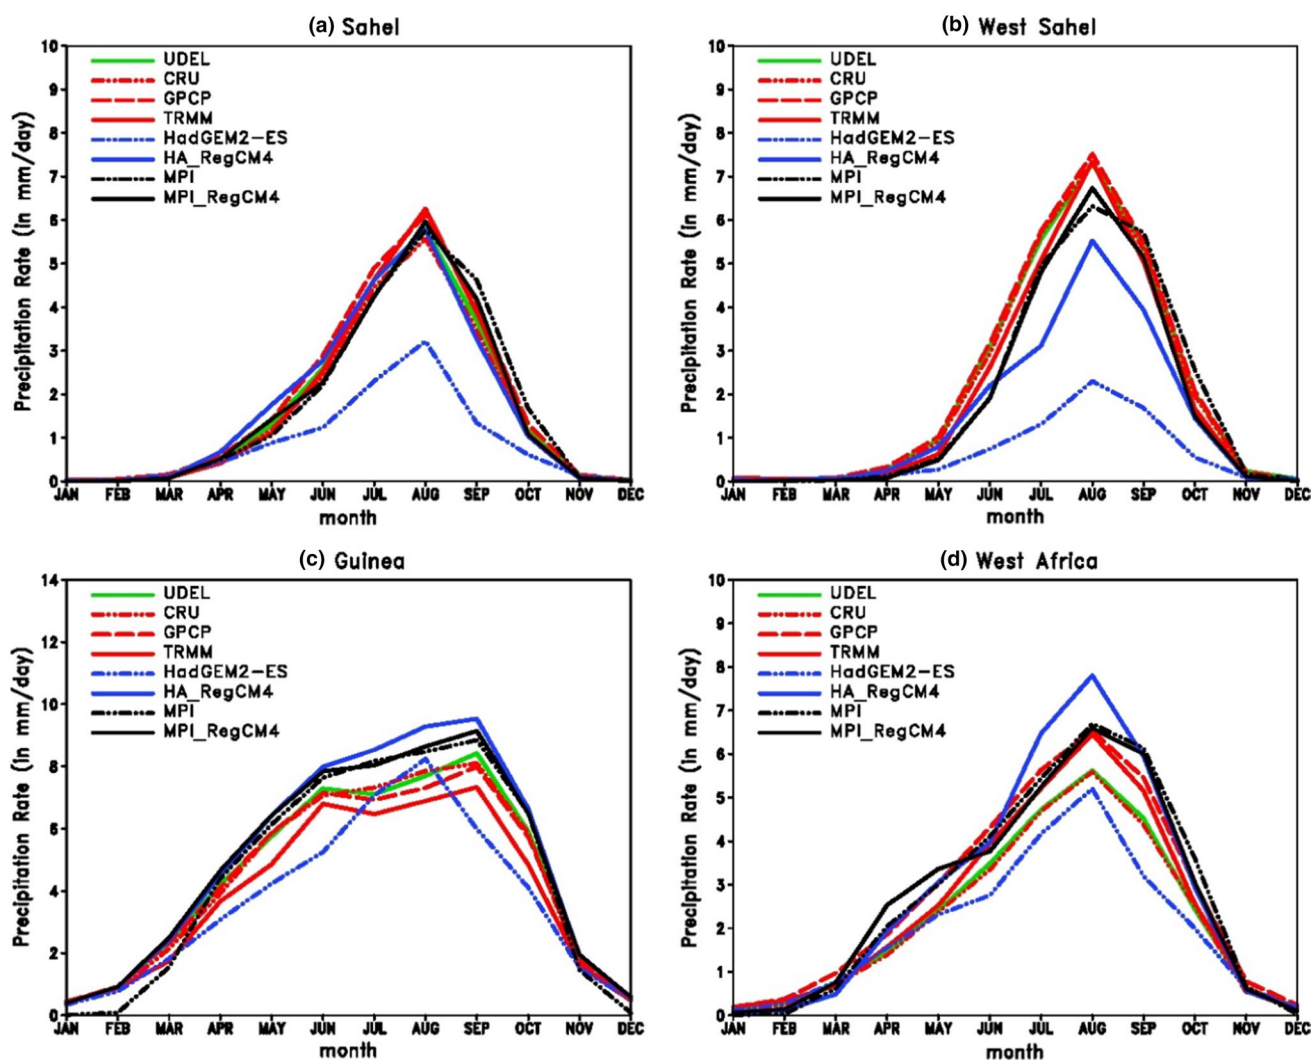 (a) Sahel
Precipitation Rate (In mm/day)
10
9
8
7
6
5
4
3
2
1
0
UDEL
CRU
GPCP
TRMM
HadGEM2-ES
HA_RegCM4
MPI
MPI_RegCM4
JAN FEB MAR APR MAY JUN JUL AUG SEP OCT NOV DEC
month
(b) West Sahel
Precipitation Rate (In mm/day)
10
9
8
7
6
5
4
3
2
1
0
UDEL
CRU
GPCP
TRMM
HadGEM2-ES
HA_RegCM4
MPI
MPI_RegCM4
JAN FEB MAR APR MAY JUN JUL AUG SEP OCT NOV DEC
month
(c) Guinea
Precipitation Rate (In mm/day)
14
12
10
8
6
4
2
0
UDEL
CRU
GPCP
TRMM
HadGEM2-ES
HA_RegCM4
MPI
MPI_RegCM4
JAN FEB MAR APR MAY JUN JUL AUG SEP OCT NOV DEC
month
(d) West Africa
Precipitation Rate (In mm/day)
10
9
8
7
6
5
4
3
2
1
0
UDEL
CRU
GPCP
TRMM
HadGEM2-ES
HA_RegCM4
MPI
MPI_RegCM4
JAN FEB MAR APR MAY JUN JUL AUG SEP OCT NOV DEC
month